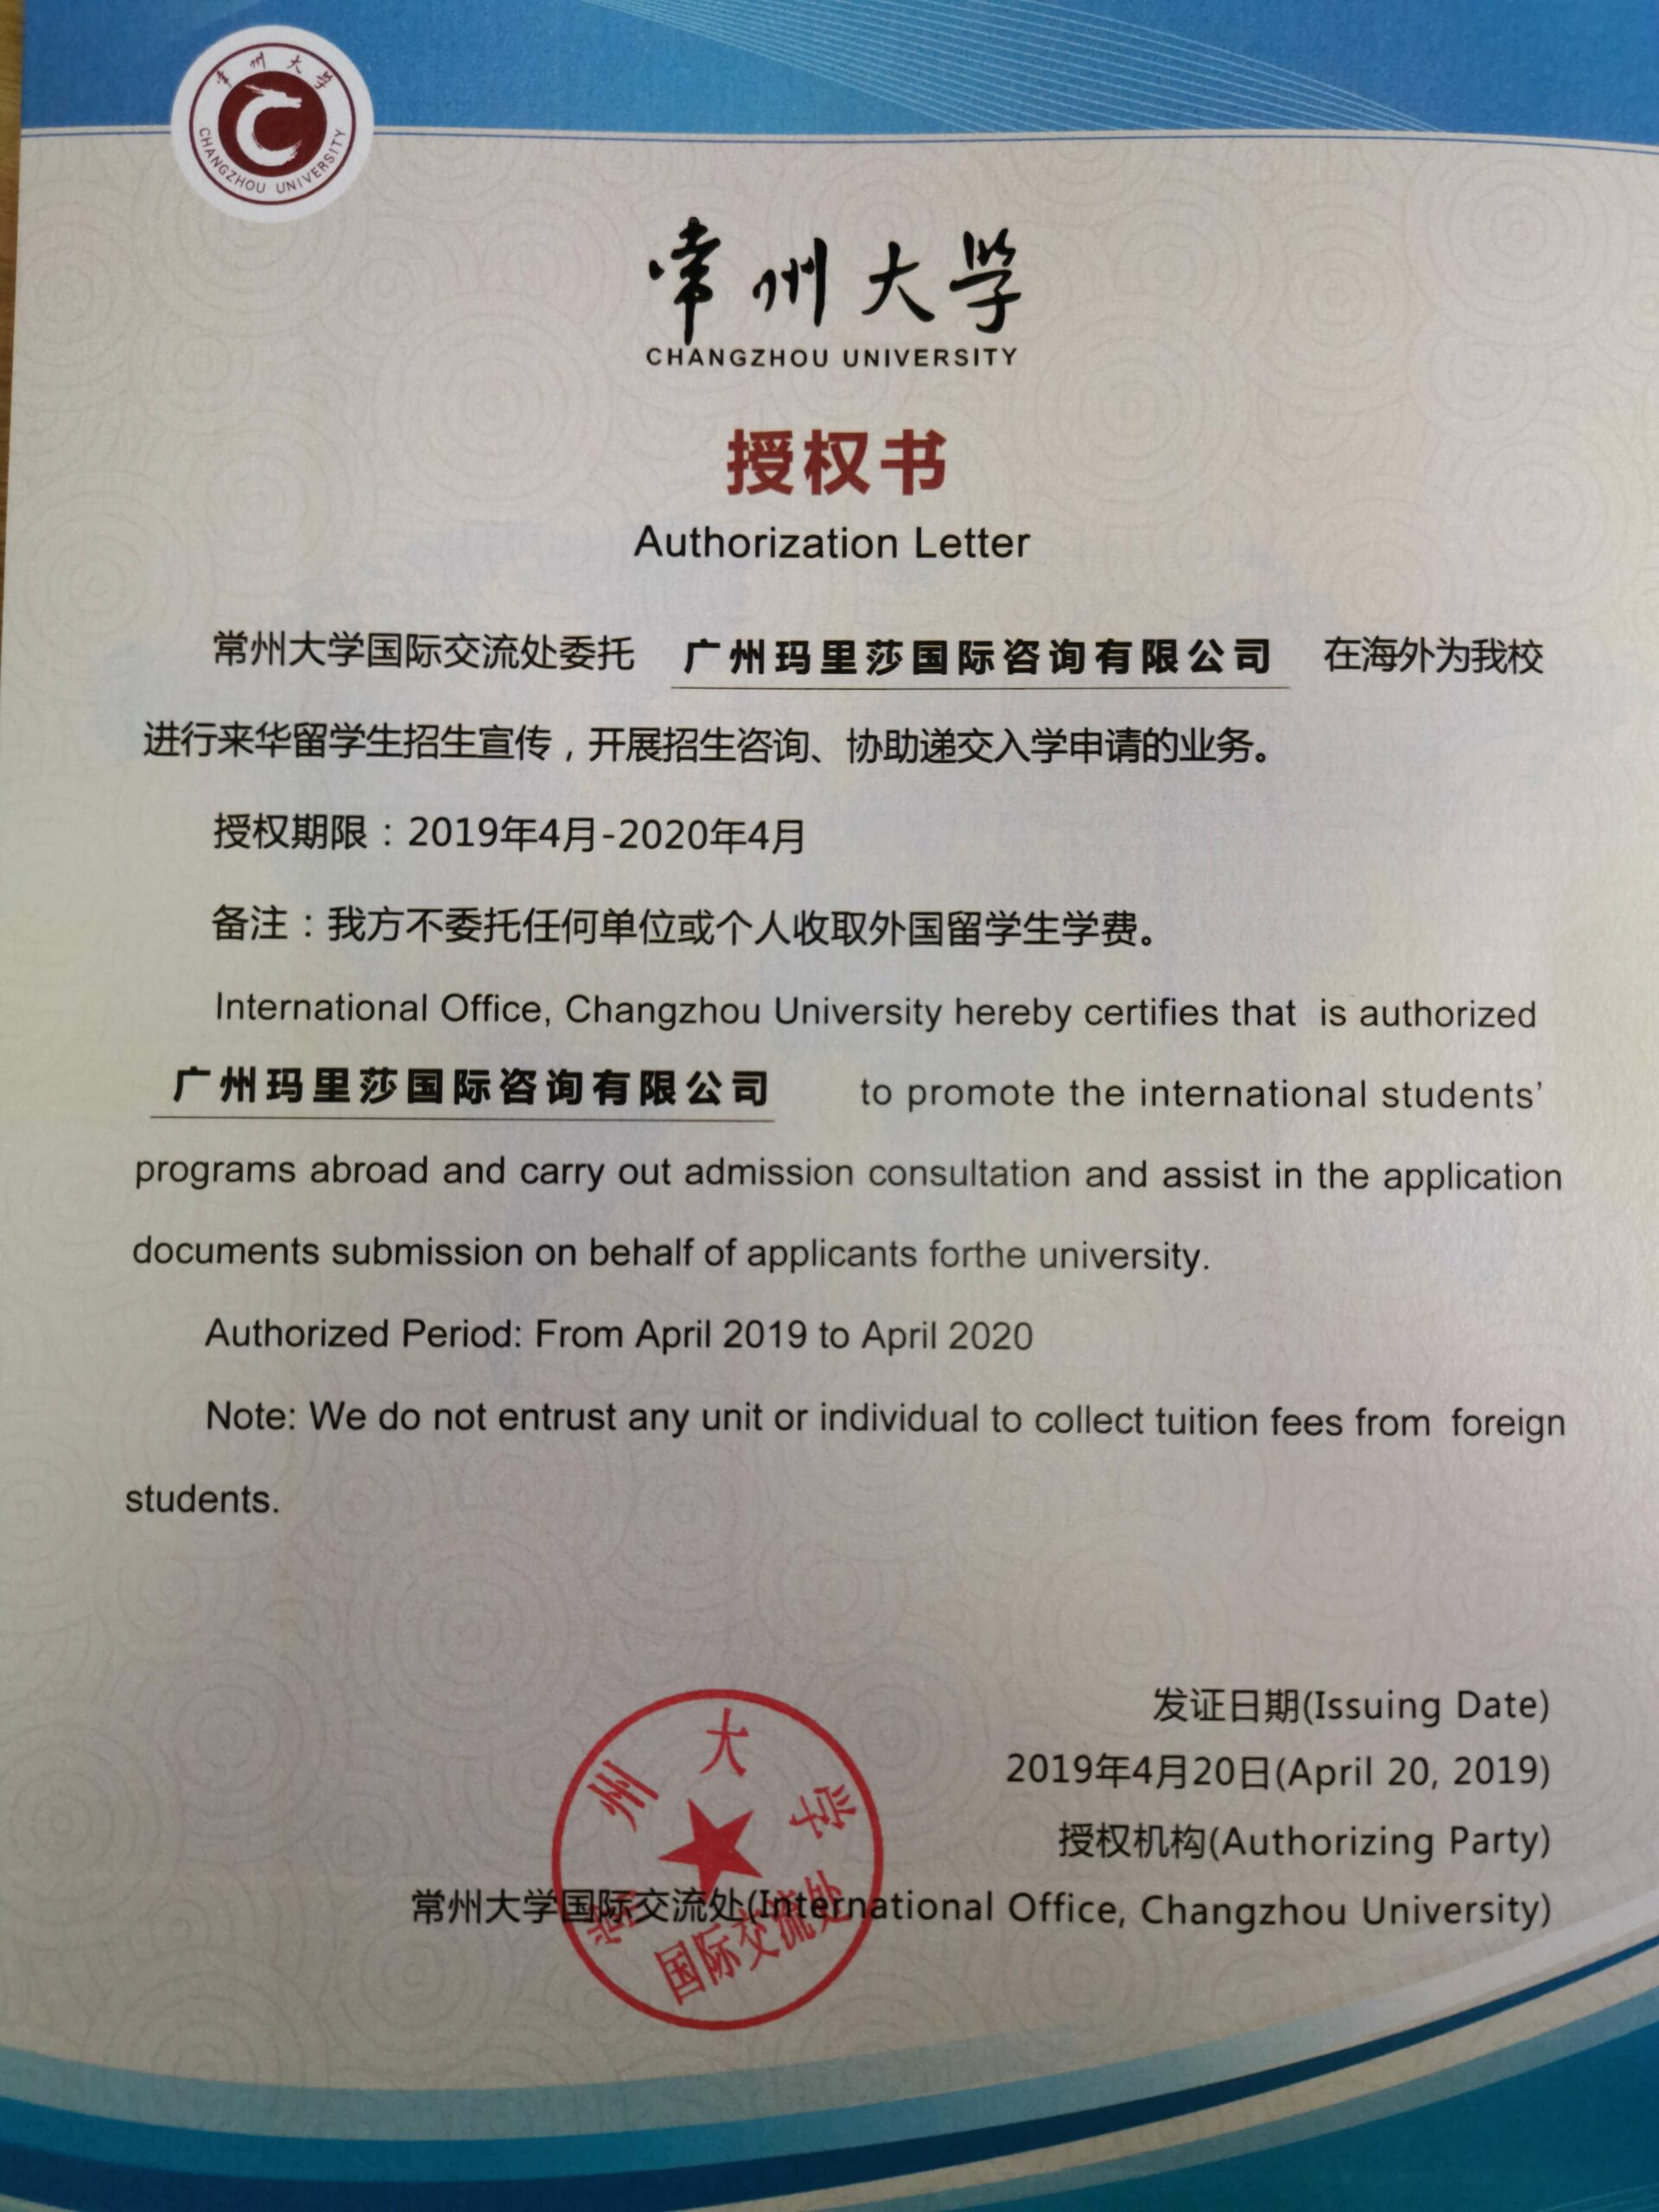 常州大学
CHANGZHOU UNIVERSITY
常州大学
CHANGZHOU UNIVERSITY
授权书
Authorization Letter
常州大学国际交流处委托 广州玛里莎国际咨询有限公司 在海外为我校
进行来华留学生招生宣传，开展招生咨询、协助递交入学申请的业务。
授权期限：2019年4月-2020年4月
备注：我方不委托任何单位或个人收取外国留学生学费。
International Office, Changzhou University hereby certifies that is authorized
广州玛里莎国际咨询有限公司 to promote the international students’
programs abroad and carry out admission consultation and assist in the application
documents submission on behalf of applicants forthe university.
Authorized Period: From April 2019 to April 2020
Note: We do not entrust any unit or individual to collect tuition fees from foreign
students.
发证日期(Issuing Date)
2019年4月20日(April 20, 2019)
授权机构(Authorizing Party)
常州大学国际交流处(International Office, Changzhou University)
常州大学
国际交流处